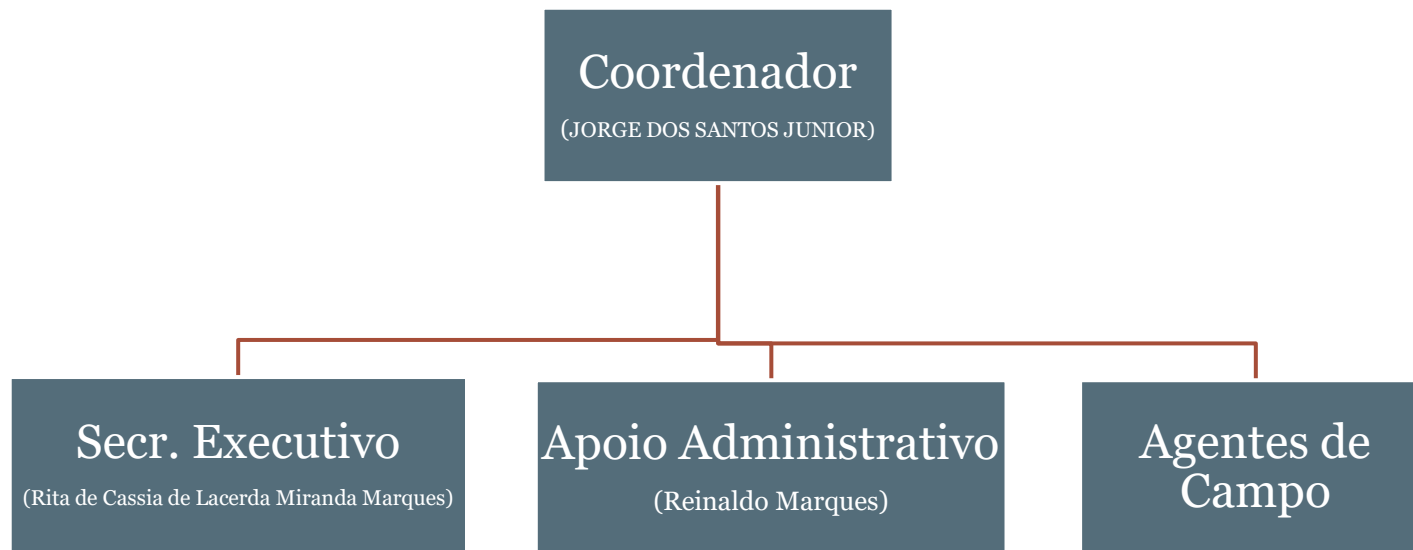 Coordenador
(JORGE DOS SANTOS JUNIOR)
Secr. Executivo
(Rita de Cassia de Lacerda Miranda Marques)
Apoio Administrativo
(Reinaldo Marques)
Agentes de
Campo